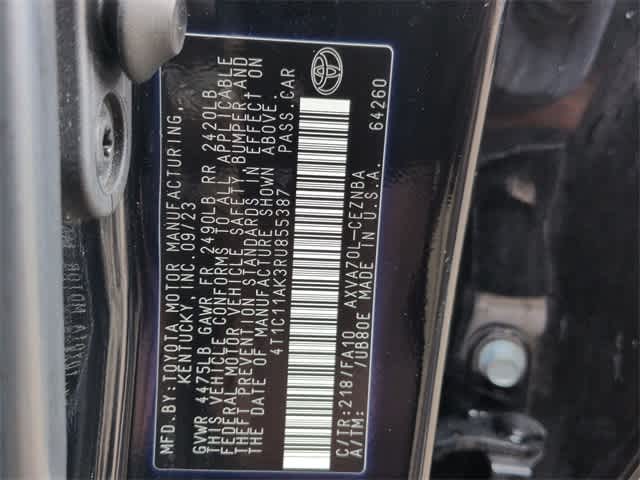 MFD. BY: TOYOTA MOTOR MANUFACTURING,
KENTUCKY, INC. 09/23
GVWR 4475LB GAWR FR 2490LB RR 2420LB
THIS VEHICLE CONFORMS TO ALL APPLICABLE
FEDERAL MOTOR VEHICLE SAFETY, BUMPER, AND
THEFT PREVENTION STANDARDS IN EFFECT ON
THE DATE OF MANUFACTURE SHOWN ABOVE.
4T1C11AK3RU855387 PASS. CAR
C/TR: 218 /FA10 AXVA70L-CEZNBA
A/TM: /UB80E MADE IN U.S.A. 64260